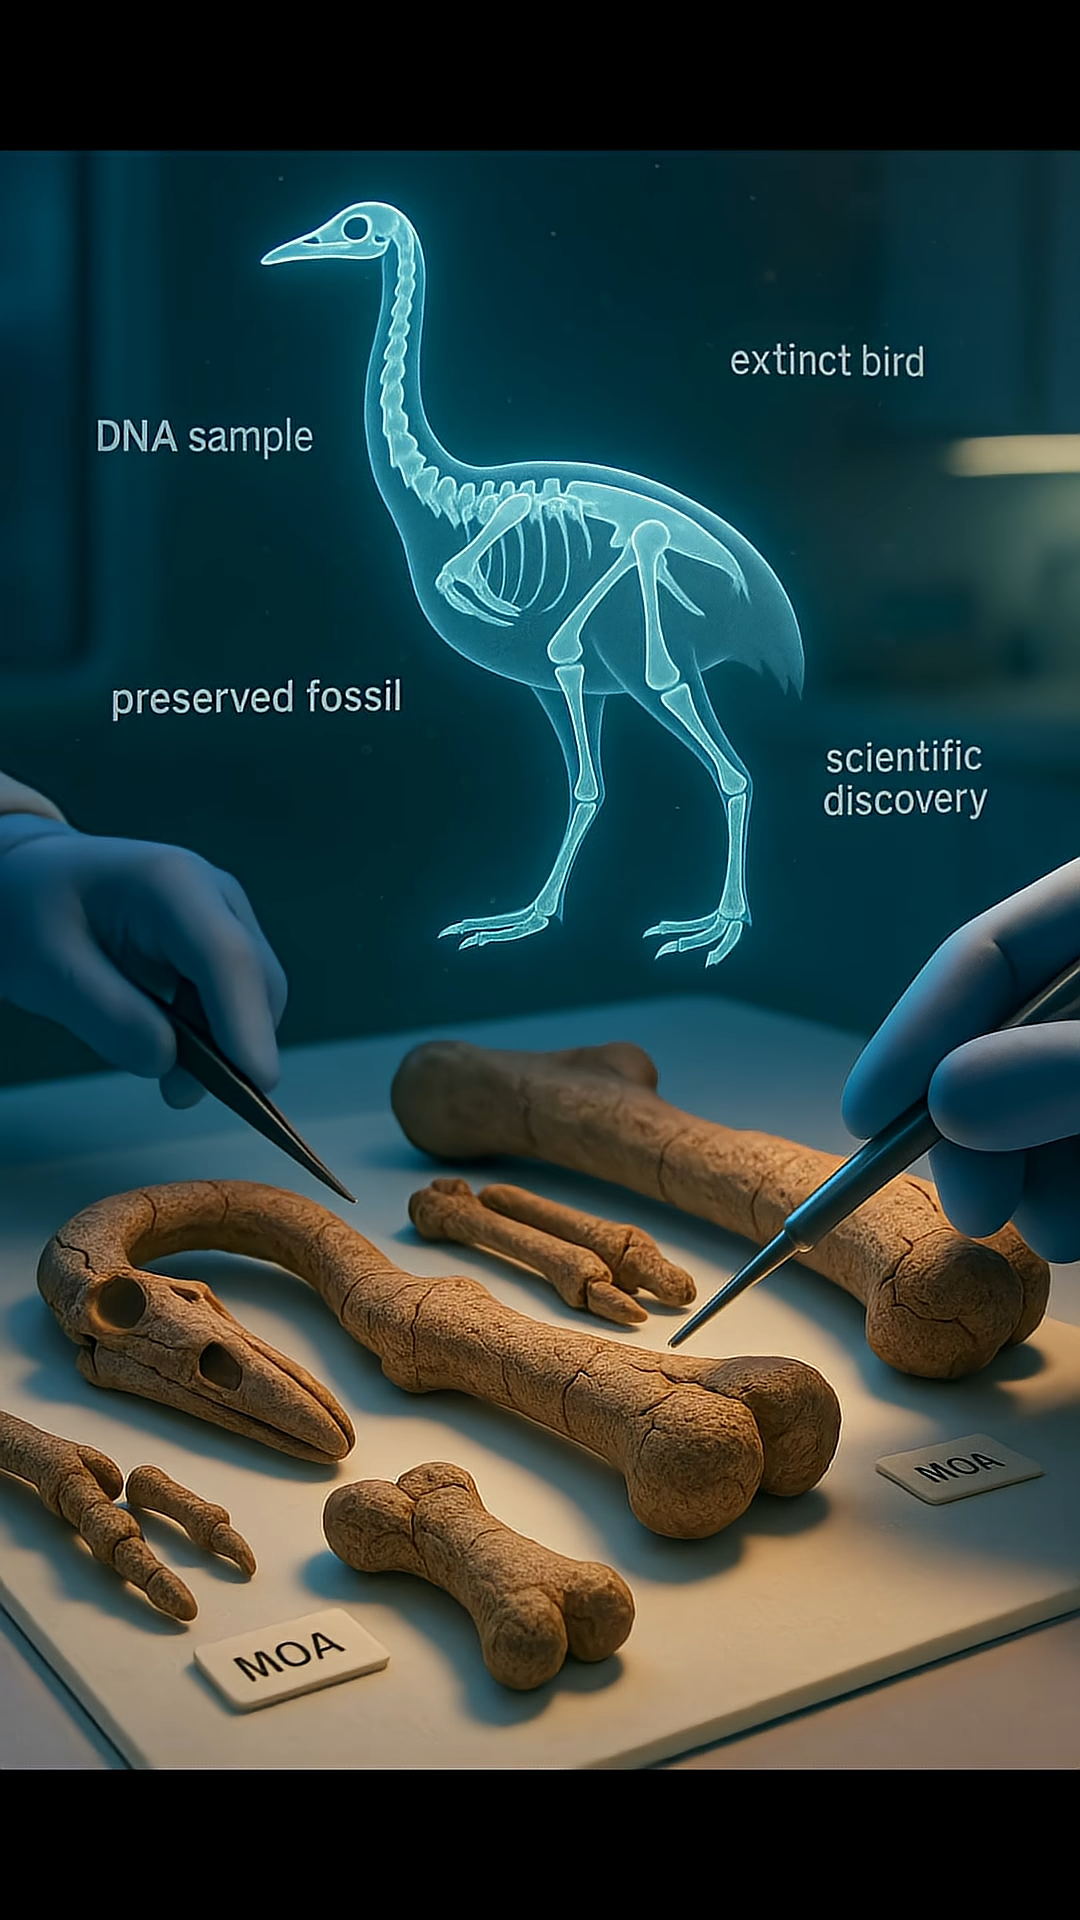 extinct bird
DNA sample
preserved fossil
scientific
discovery
MOA
MOA